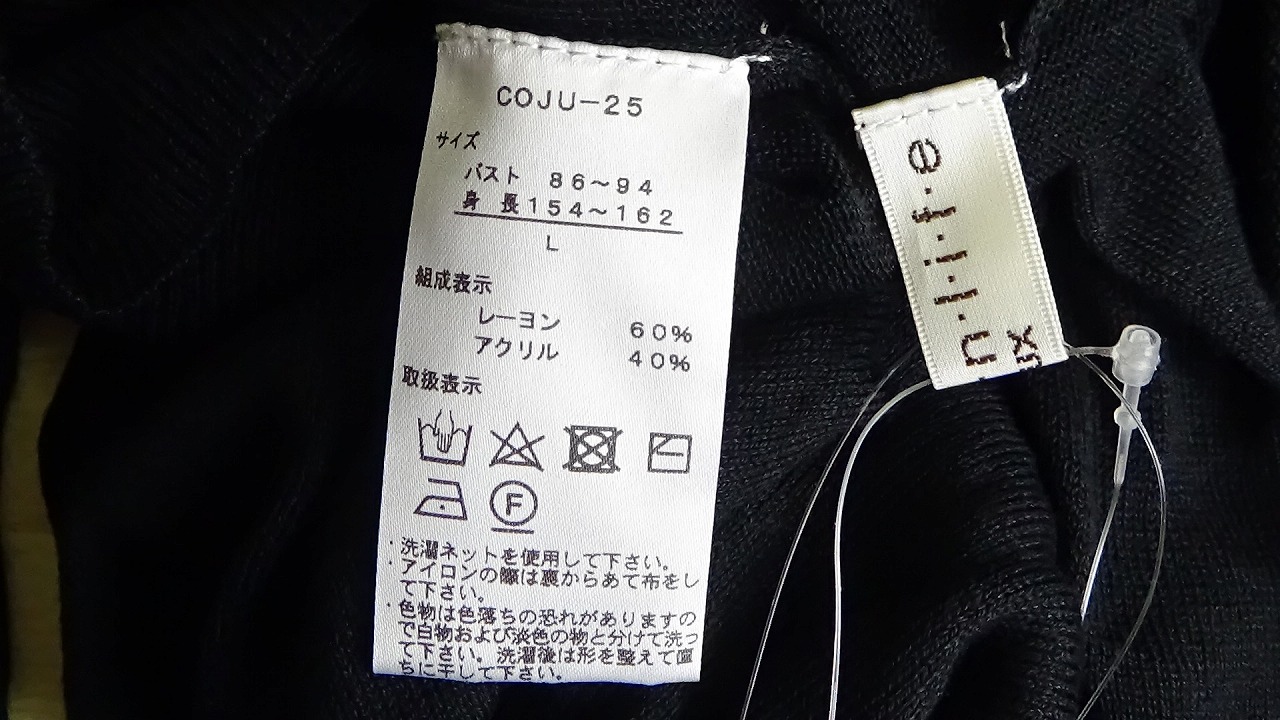 COJU-25
サイズ
バスト 86~94
身 長154~162
L
組成表示
レーヨン 60%
アクリル 40%
取扱表示
F
・洗濯ネットを使用して下さい。
・アイロンの際は裏からあて布をし
て下さい。
・色物は色落ちの恐れがありますの
で白物および淡色の物と分けて洗っ
て下さい。洗濯後は形を整えて直
ちに干して下さい。